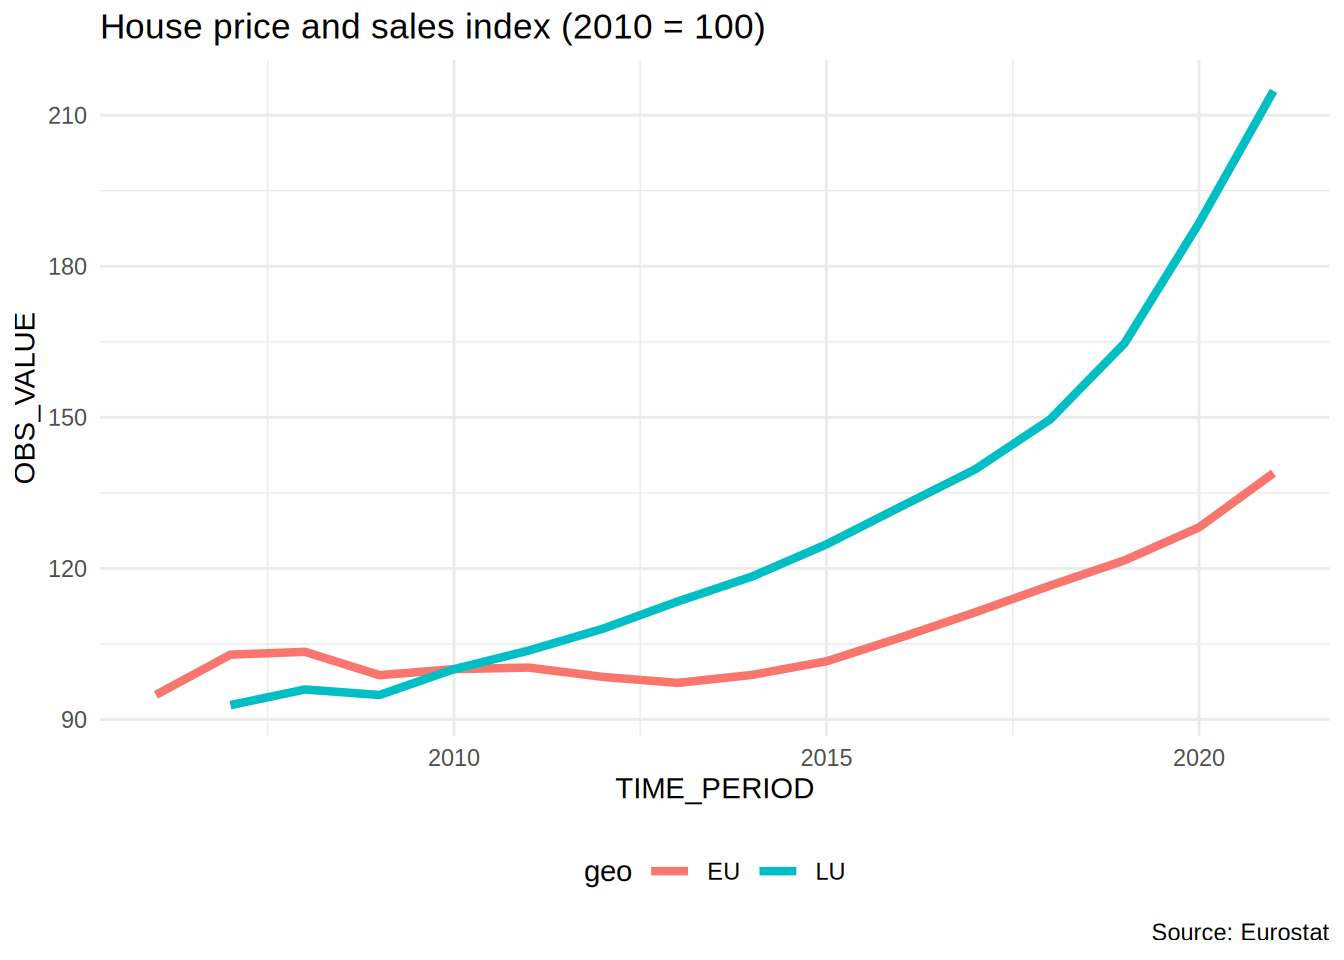 House price and sales index (2010 = 100)
OBS_VALUE
210
180
150
120
90
2010 2015 2020
TIME_PERIOD
geo EU LU
Source: Eurostat